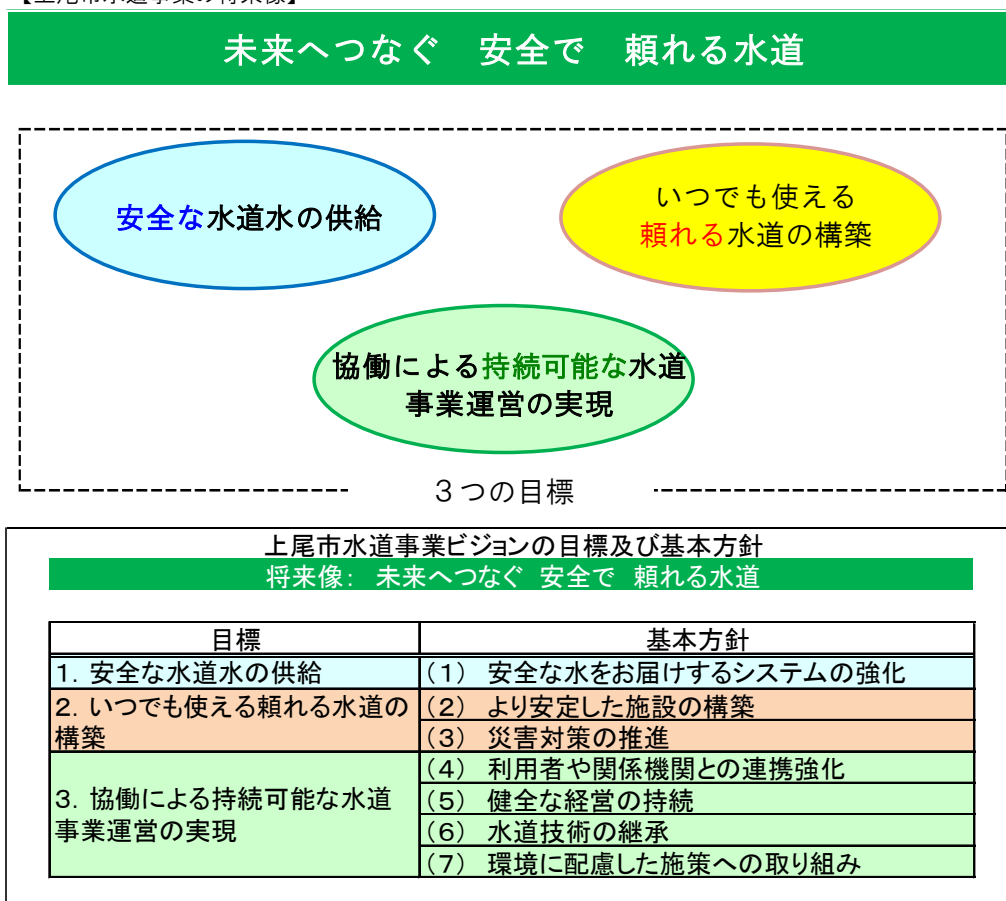 【上尾市水道事業の将来像】
未来へつなぐ　安全で　頼れる水道
安全な水道水の供給
いつでも使える
頼れる水道の構築
協働による持続可能な水道
事業運営の実現
３つの目標
上尾市水道事業ビジョンの目標及び基本方針
将来像：　未来へつなぐ　安全で　頼れる水道
目標
基本方針
1．安全な水道水の供給
（1）　安全な水をお届けするシステムの強化
2．いつでも使える頼れる水道の
構築
（2）　より安定した施設の構築
（3）　災害対策の推進
3．協働による持続可能な水道
事業運営の実現
（4）　利用者や関係機関との連携強化
（5）　健全な経営の持続
（6）　水道技術の継承
（7）　環境に配慮した施策への取り組み